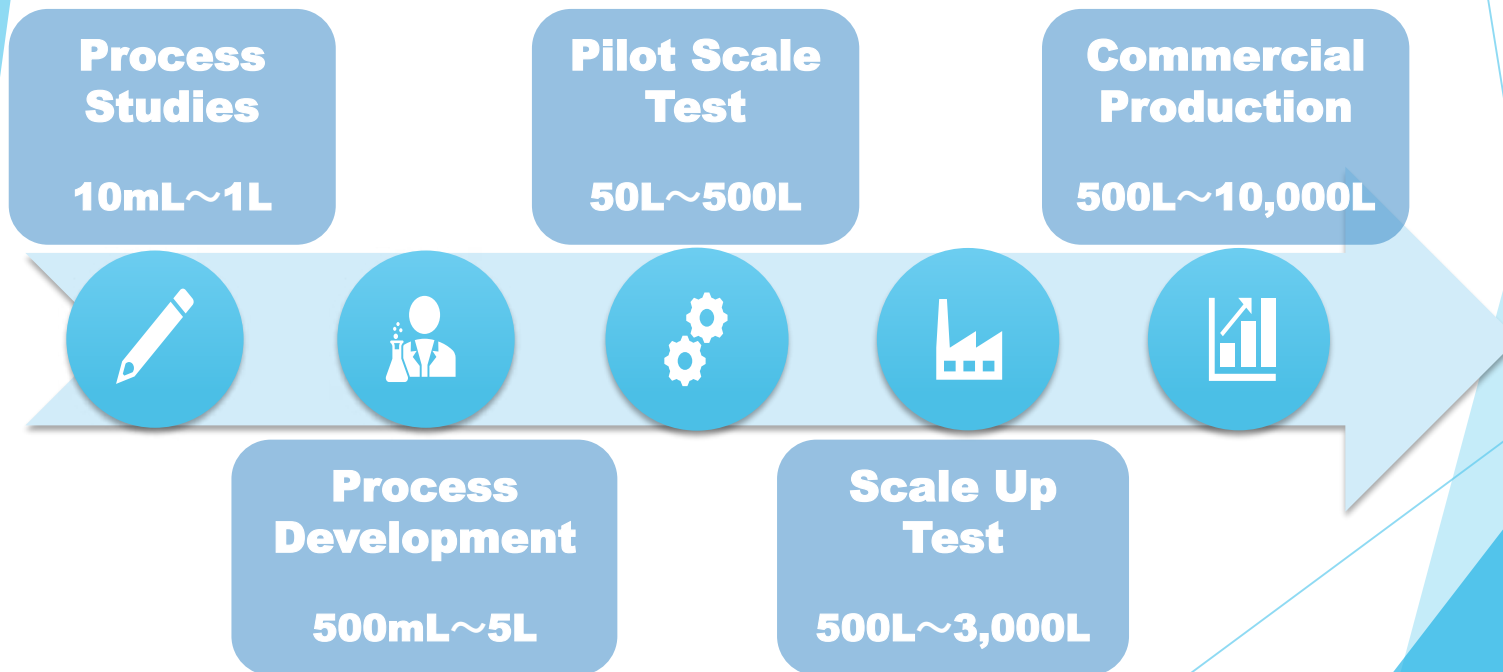 Process
Studies
10mL～1L
Process
Development
500mL～5L
Pilot Scale
Test
50L～500L
Scale Up
Test
500L～3,000L
Commercial
Production
500L～10,000L